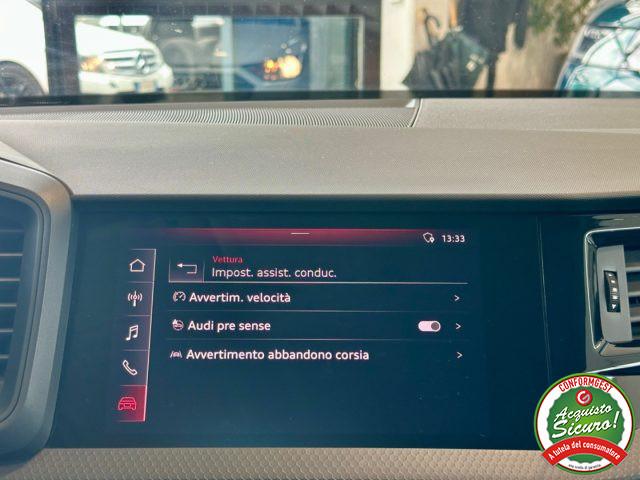 13:33
Vettura
Impost. assist. conduc.
Avvertim. velocità
Audi pre sense
Avvertimento abbandono corsia
CONFORMGEST
Acquisto
Sicuro!
A tutela del consumatore